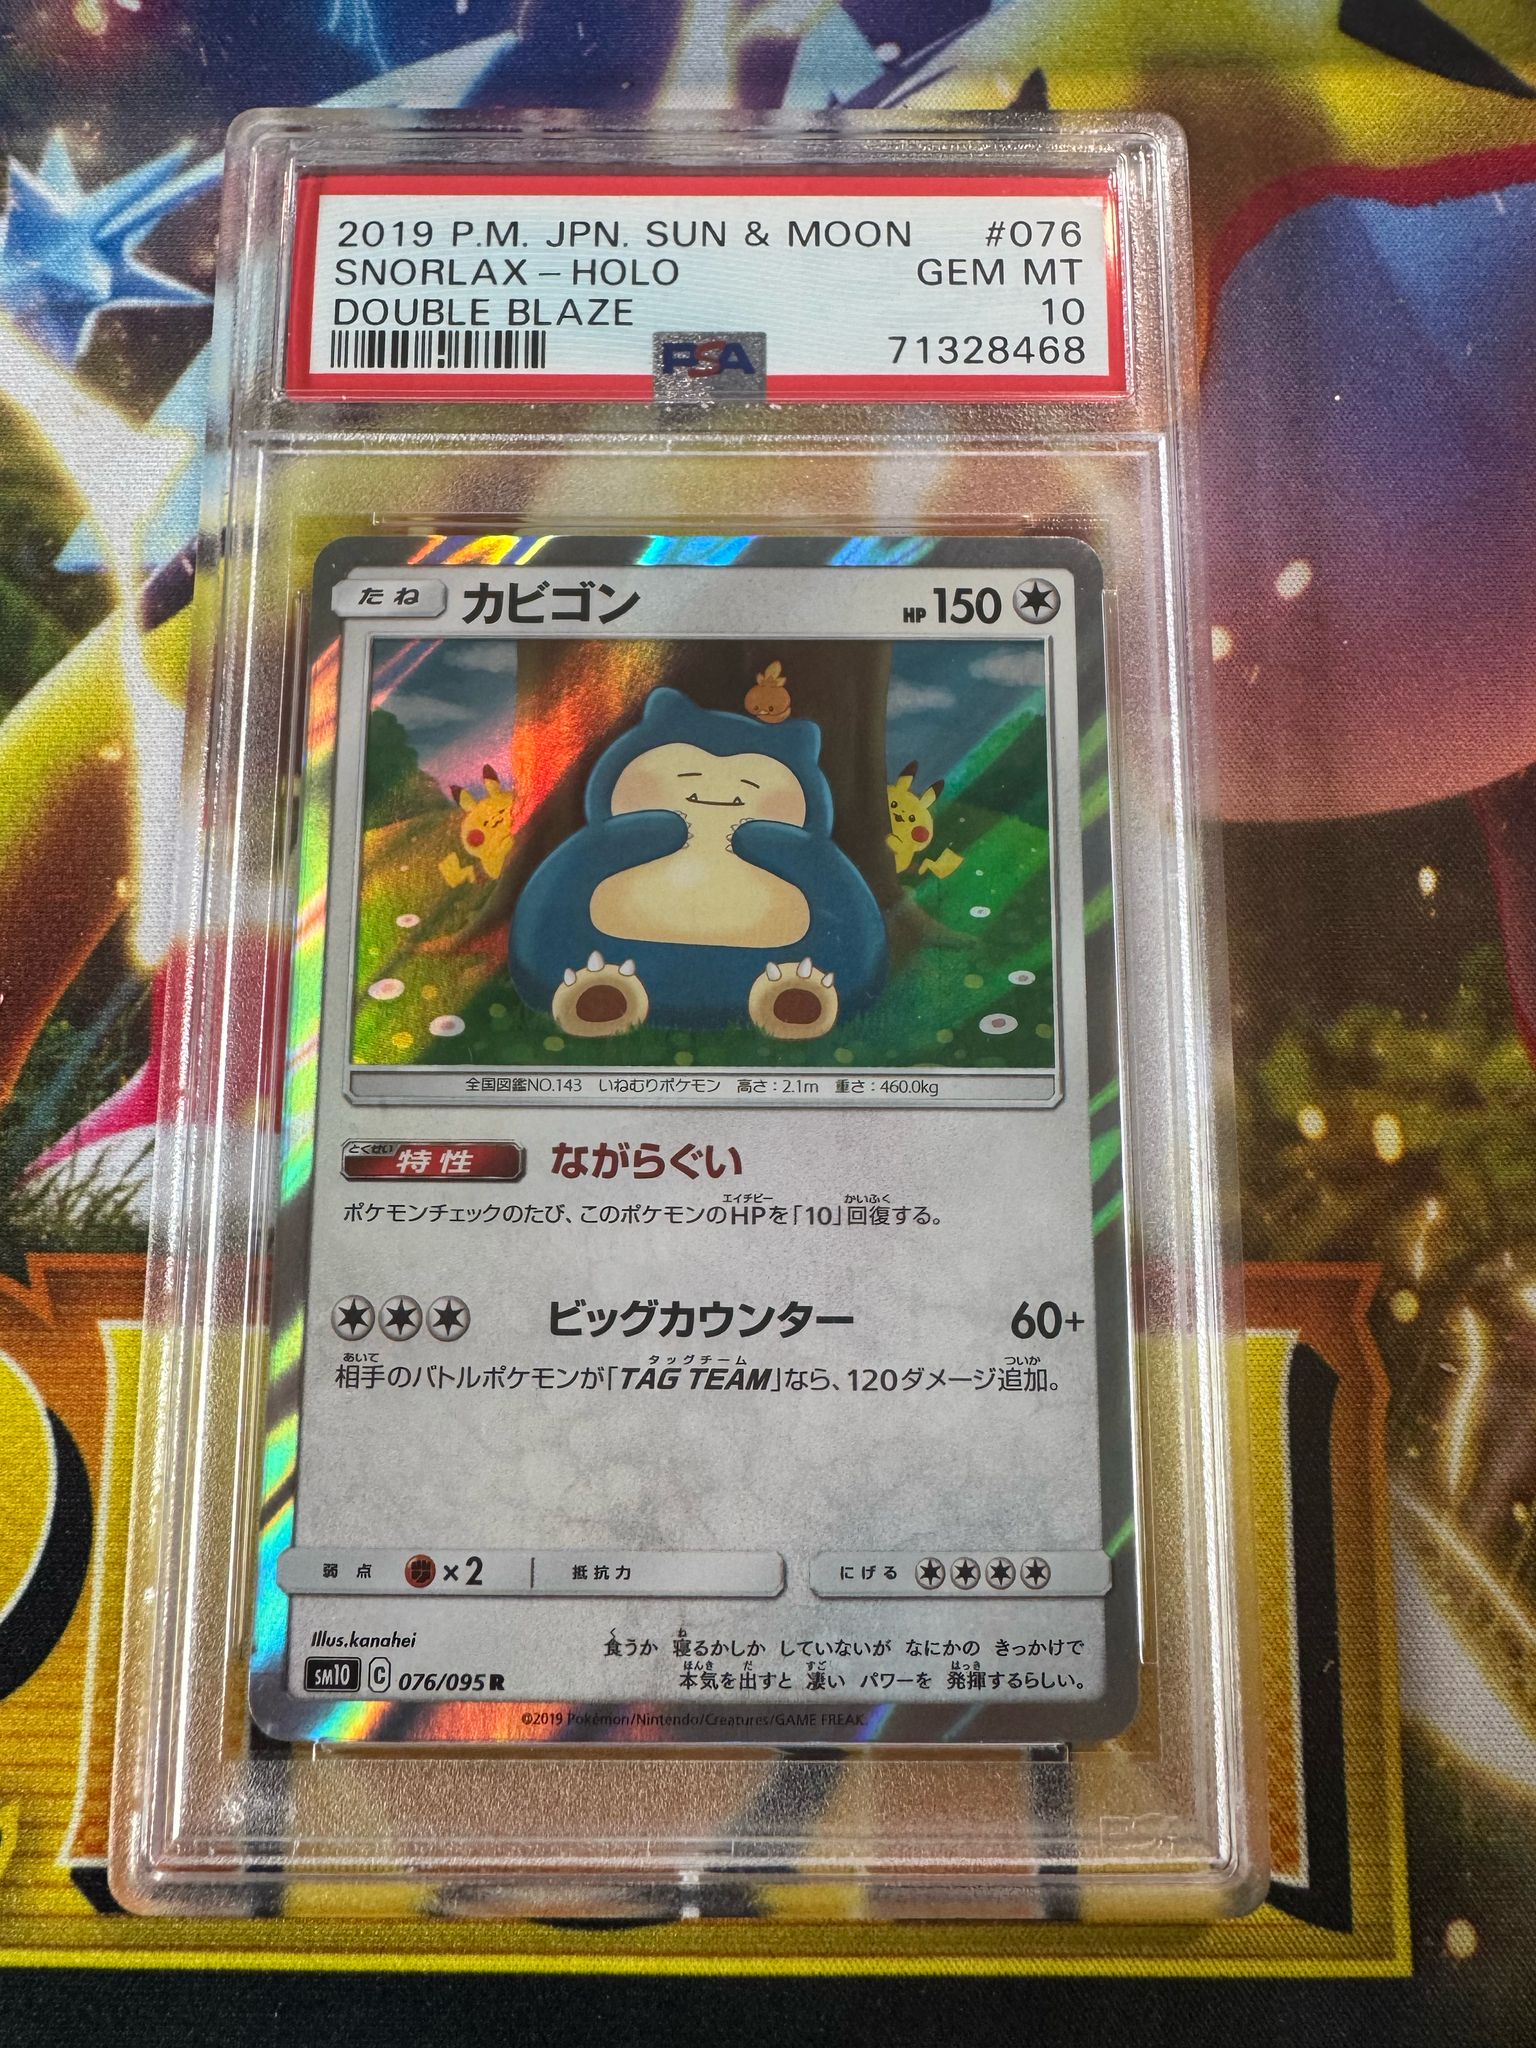 2019 P.M. JPN. SUN & MOON #076
SNORLAX - HOLO GEM MT
DOUBLE BLAZE 10
PSA 71328468
たね カビゴン HP 150
全国図鑑NO.143 いねむりポケモン 高さ:2.1m 重さ:460.0kg
とくせい
特性 ながらぐい
エイチピー かいふく
ポケモンチェックのたび、このポケモンのHPを「10」回復する。
ビッグカウンター 60+
あいて タッグチーム ついか
相手のバトルポケモンが「TAG TEAM」なら、120ダメージ追加。
弱点 ×2 抵抗力 にげる
Illus.kanahei
く ね
食うか 寝るかしか していないが なにかの きっかけで
ほんき だ すご はっき
本気を出すと 凄い パワーを 発揮するらしい。
SM10 C 076/095 R
©2019 Pokémon/Nintendo/Creatures/GAME FREAK.
PSA